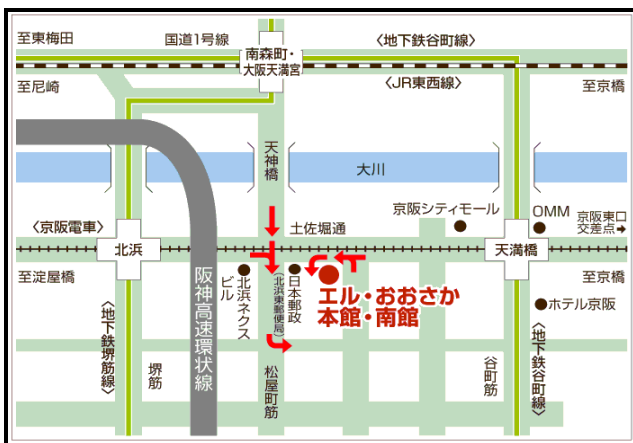 至東梅田
国道1号線
〈地下鉄谷町線〉
南森町・
大阪天満宮
至尼崎
〈JR東西線〉
至京橋
天神橋
大川
京阪シティモール
OMM
京阪東口
交差点➡
〈京阪電車〉
土佐堀通
北浜
天満橋
至淀屋橋
至京橋
阪神高速環状線
北浜ネクス
ビル
(北浜東郵便局)
日本郵政
エル・おおさか
本館・南館
ホテル京阪
〈地下鉄堺筋線〉
堺筋
松屋町筋
谷町筋
〈地下鉄谷町線〉